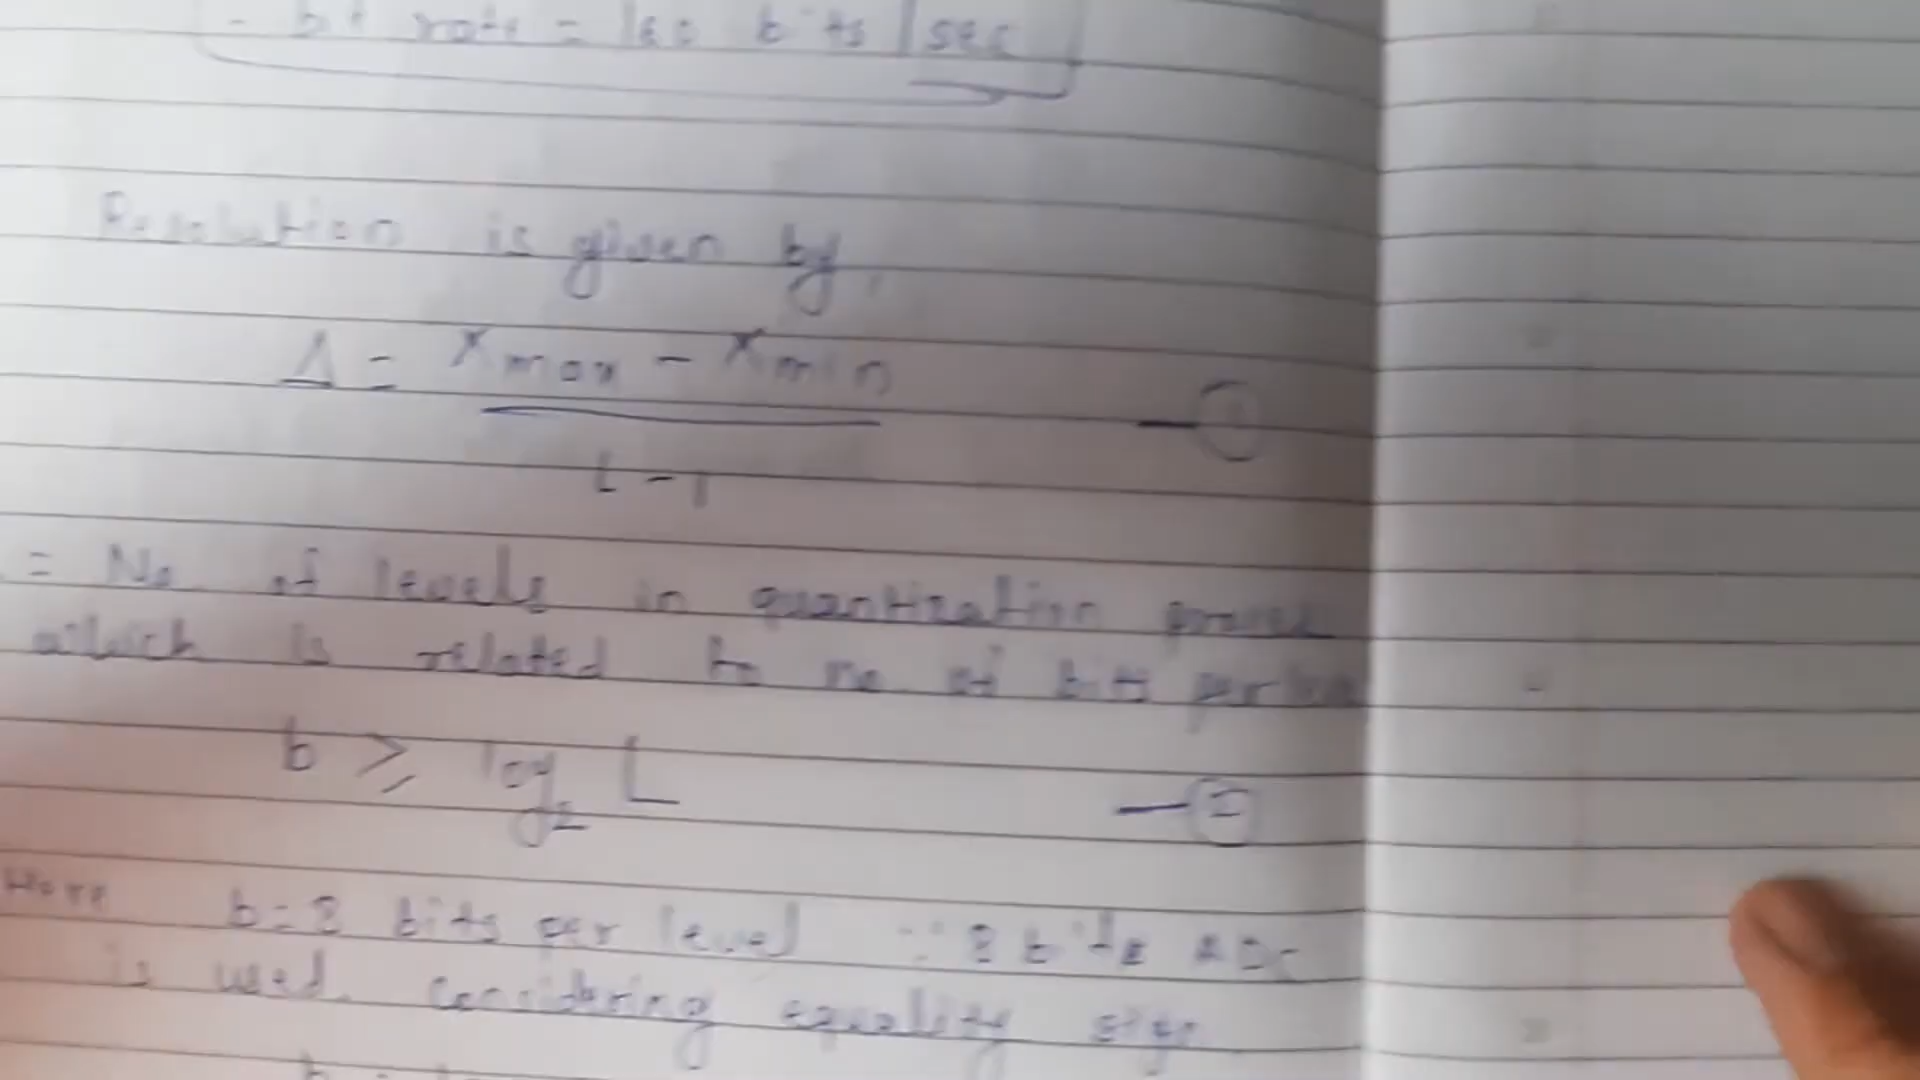 - bit rate = 160 bits/sec
Resolution is given by,
Δ = Xmax - Xmin — ①
L - 1
= No of levels in quantization process
which is related to no. of bits per
b ⩾ log₂ L — ②
Here b = 8 bits per level ∵ 8 bits ADC
is used. Considering equality sign